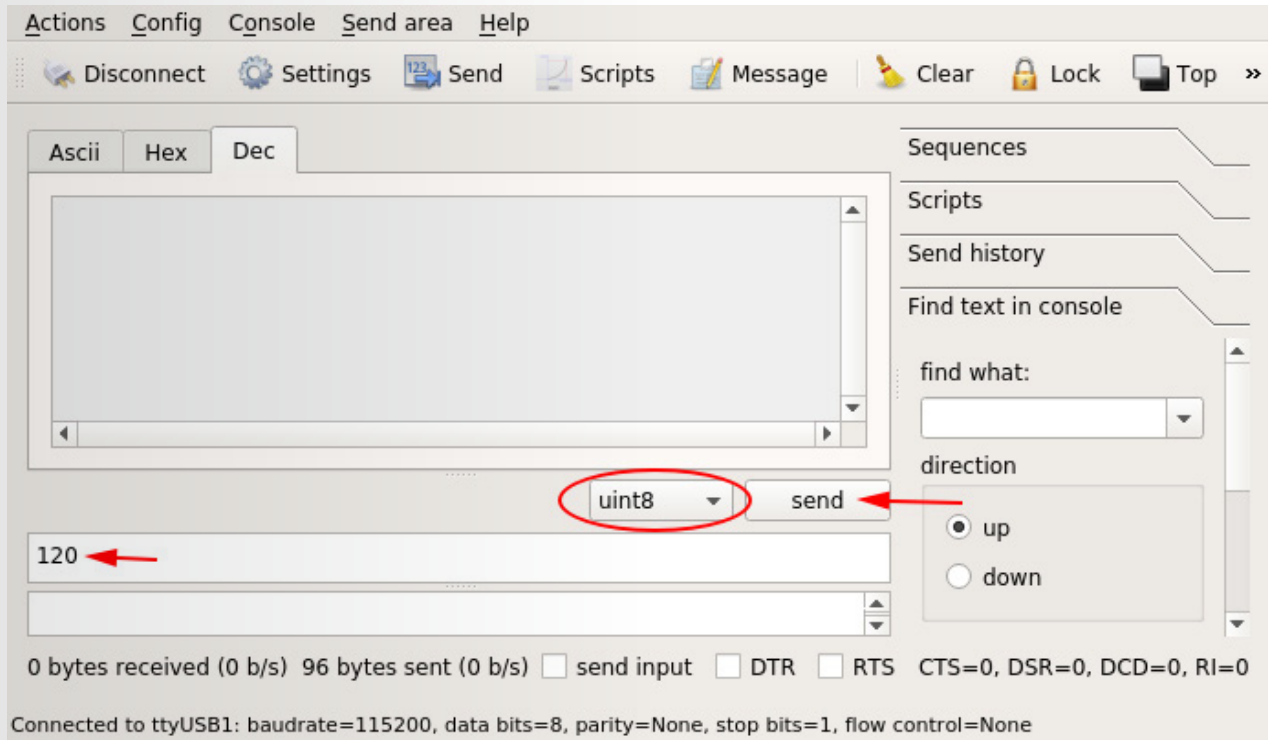 Actions Config Console Send area Help
Disconnect Settings Send Scripts Message Clear Lock Top »
Ascii Hex Dec
uint8 send
120
Sequences
Scripts
Send history
Find text in console
find what:
direction
up
down
0 bytes received (0 b/s) 96 bytes sent (0 b/s) send input DTR RTS CTS=0, DSR=0, DCD=0, RI=0
Connected to ttyUSB1: baudrate=115200, data bits=8, parity=None, stop bits=1, flow control=None